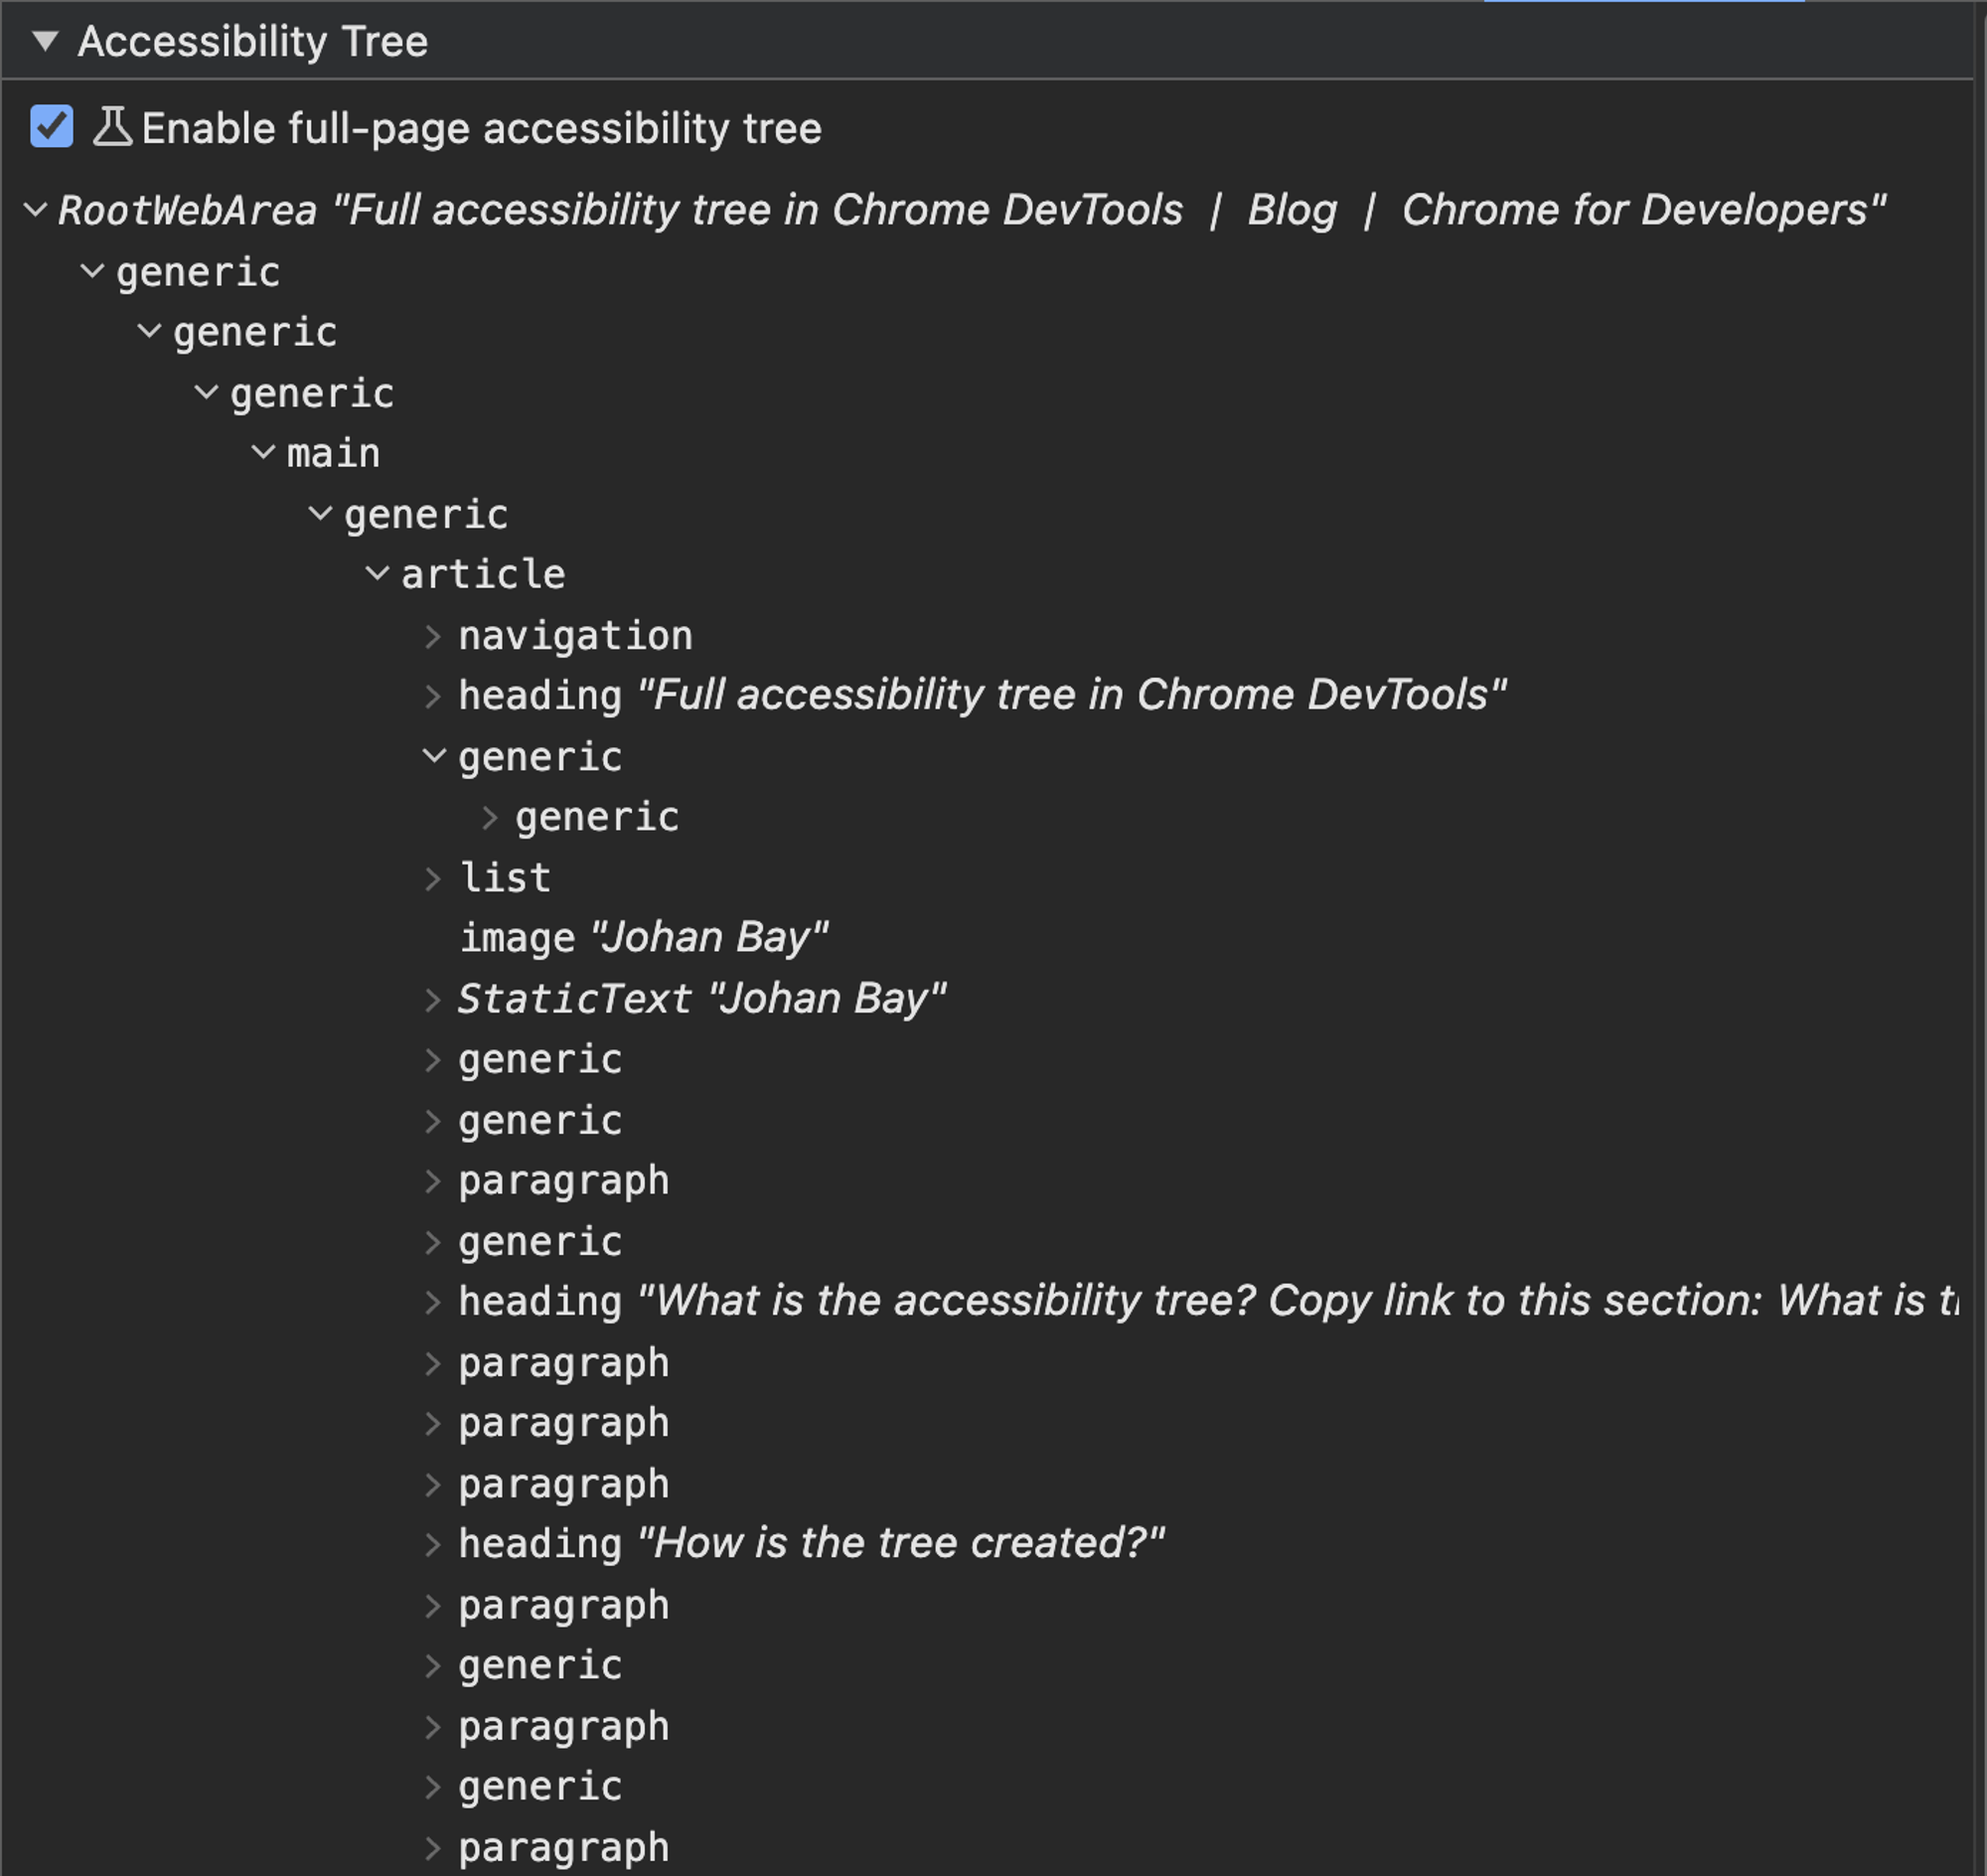 Accessibility Tree
Enable full-page accessibility tree
RootWebArea "Full accessibility tree in Chrome DevTools | Blog | Chrome for Developers"
generic
generic
generic
main
generic
article
navigation
heading "Full accessibility tree in Chrome DevTools"
generic
generic
list
image "Johan Bay"
StaticText "Johan Bay"
generic
generic
paragraph
generic
heading "What is the accessibility tree? Copy link to this section: What is
paragraph
paragraph
paragraph
heading "How is the tree created?"
paragraph
generic
paragraph
generic
paragraph